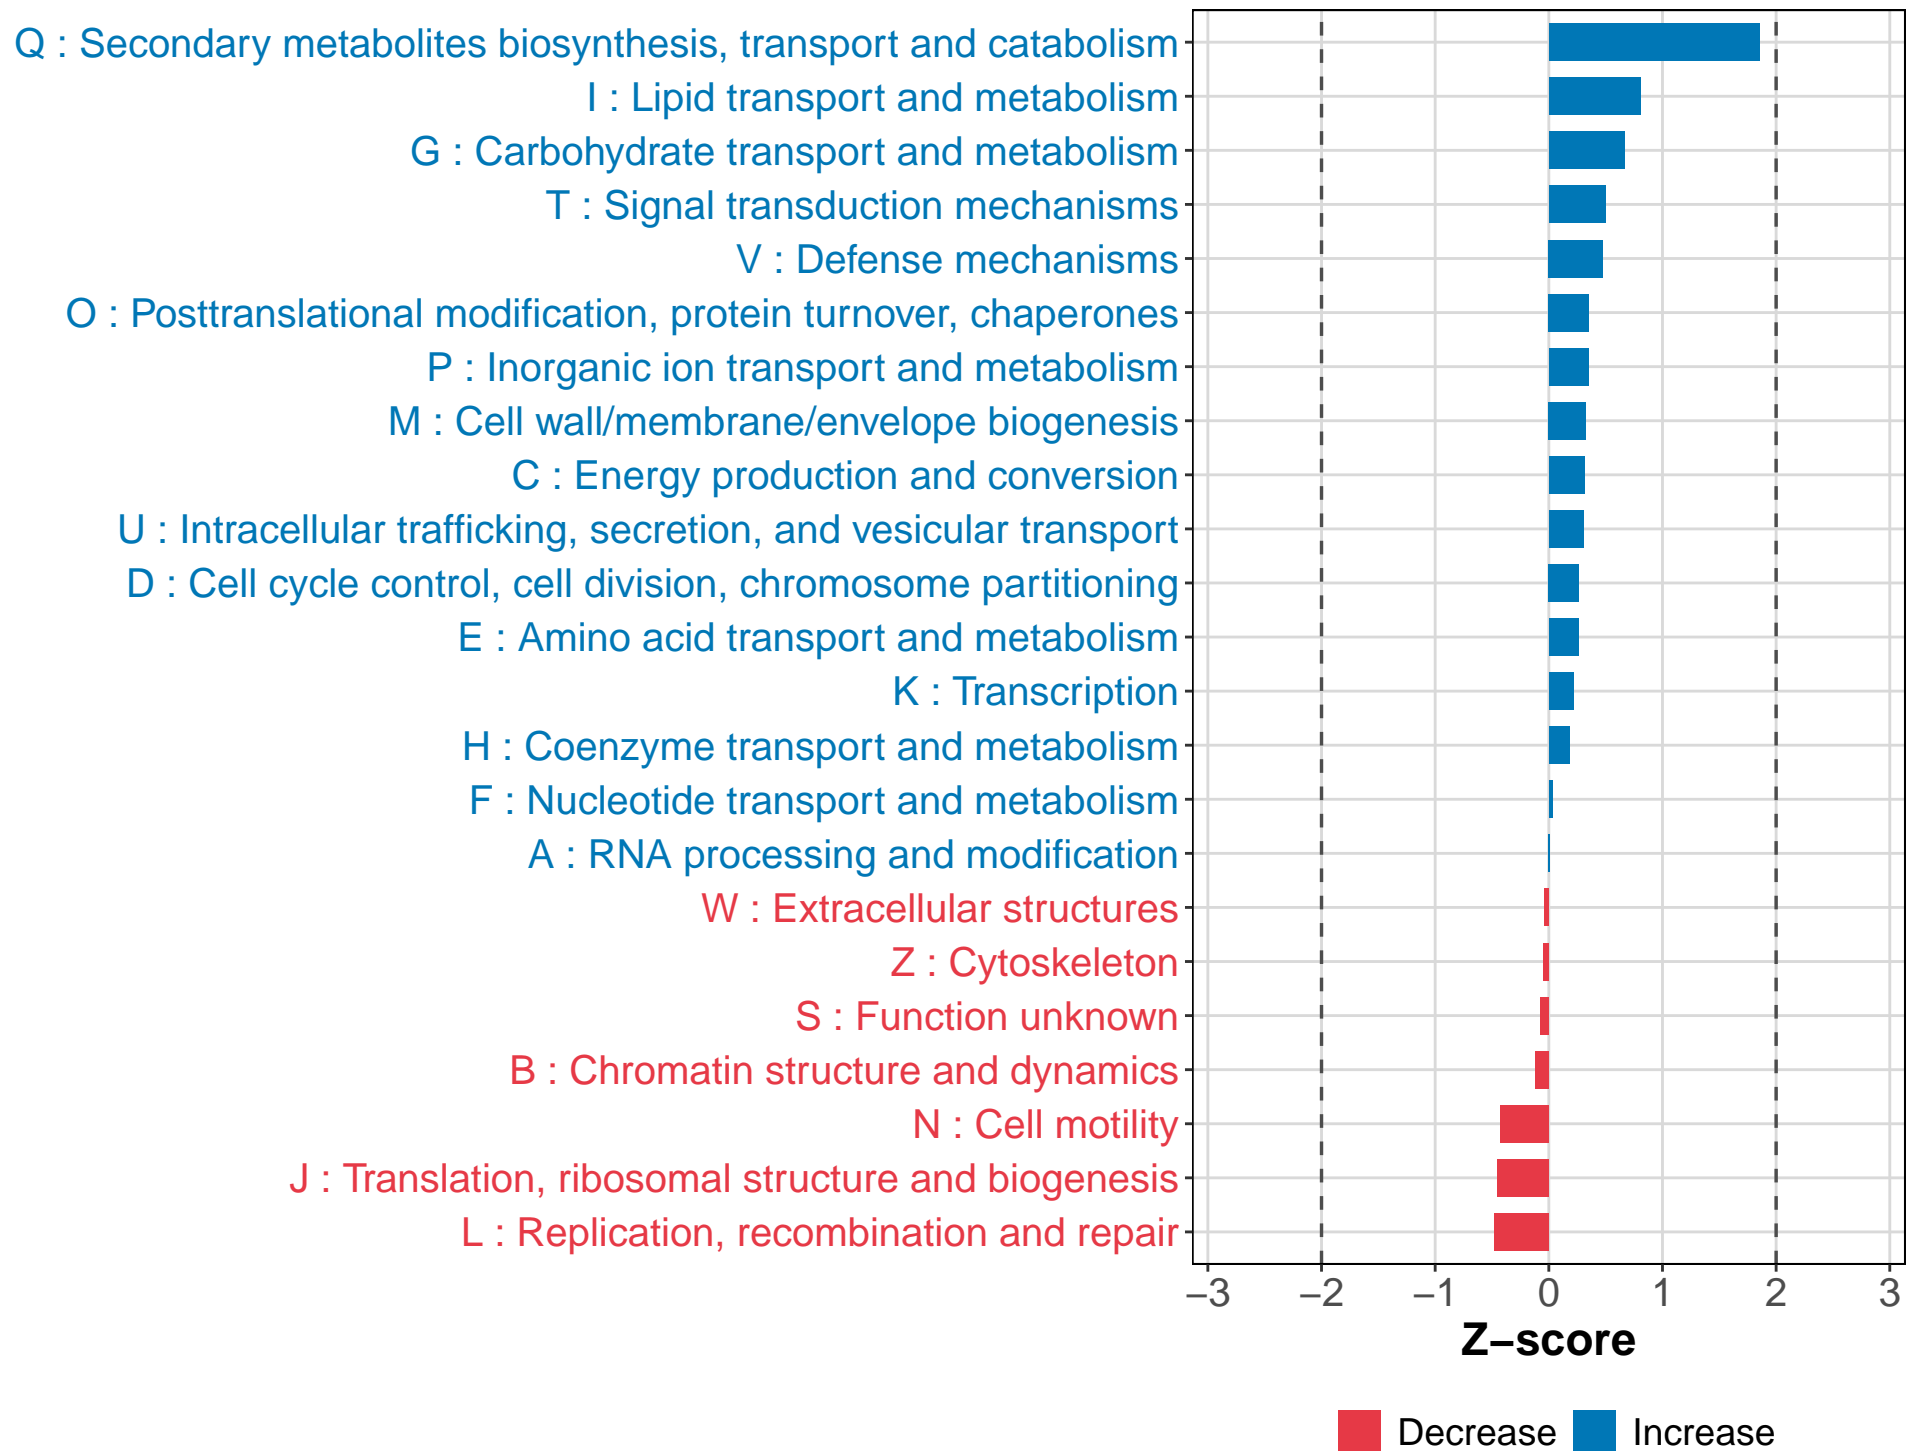 Q : Secondary metabolites biosynthesis, transport and catabolism
I : Lipid transport and metabolism
G : Carbohydrate transport and metabolism
T : Signal transduction mechanisms
V : Defense mechanisms
O : Posttranslational modification, protein turnover, chaperones
P : Inorganic ion transport and metabolism
M : Cell wall/membrane/envelope biogenesis
C : Energy production and conversion
U : Intracellular trafficking, secretion, and vesicular transport
D : Cell cycle control, cell division, chromosome partitioning
E : Amino acid transport and metabolism
K : Transcription
H : Coenzyme transport and metabolism
F : Nucleotide transport and metabolism
A : RNA processing and modification
W : Extracellular structures
Z : Cytoskeleton
S : Function unknown
B : Chromatin structure and dynamics
N : Cell motility
J : Translation, ribosomal structure and biogenesis
L : Replication, recombination and repair
−3 −2 −1 0 1 2 3
Z−score
Decrease Increase